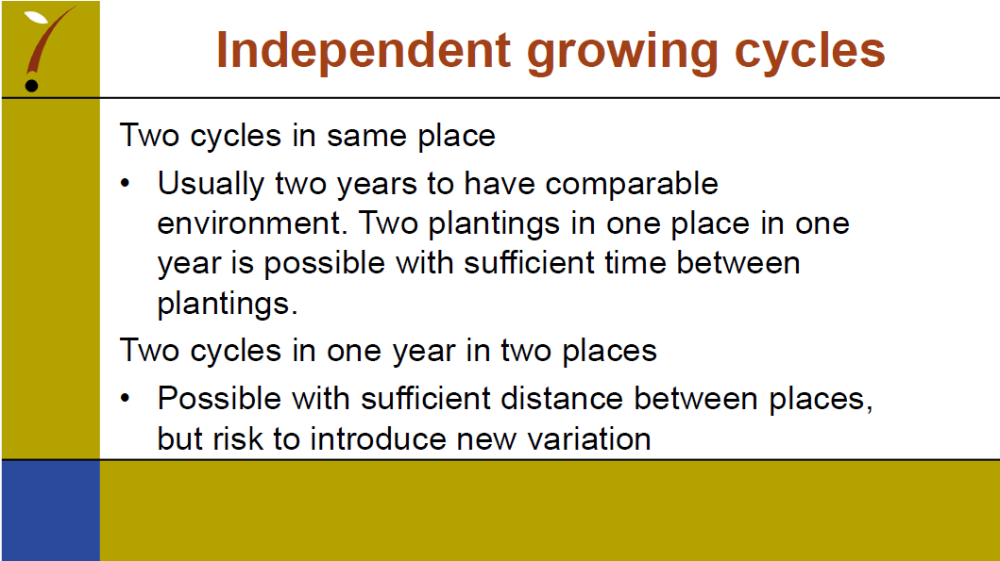 Independent growing cycles
Two cycles in same place
• Usually two years to have comparable
environment. Two plantings in one place in one
year is possible with sufficient time between
plantings.
Two cycles in one year in two places
• Possible with sufficient distance between places,
but risk to introduce new variation